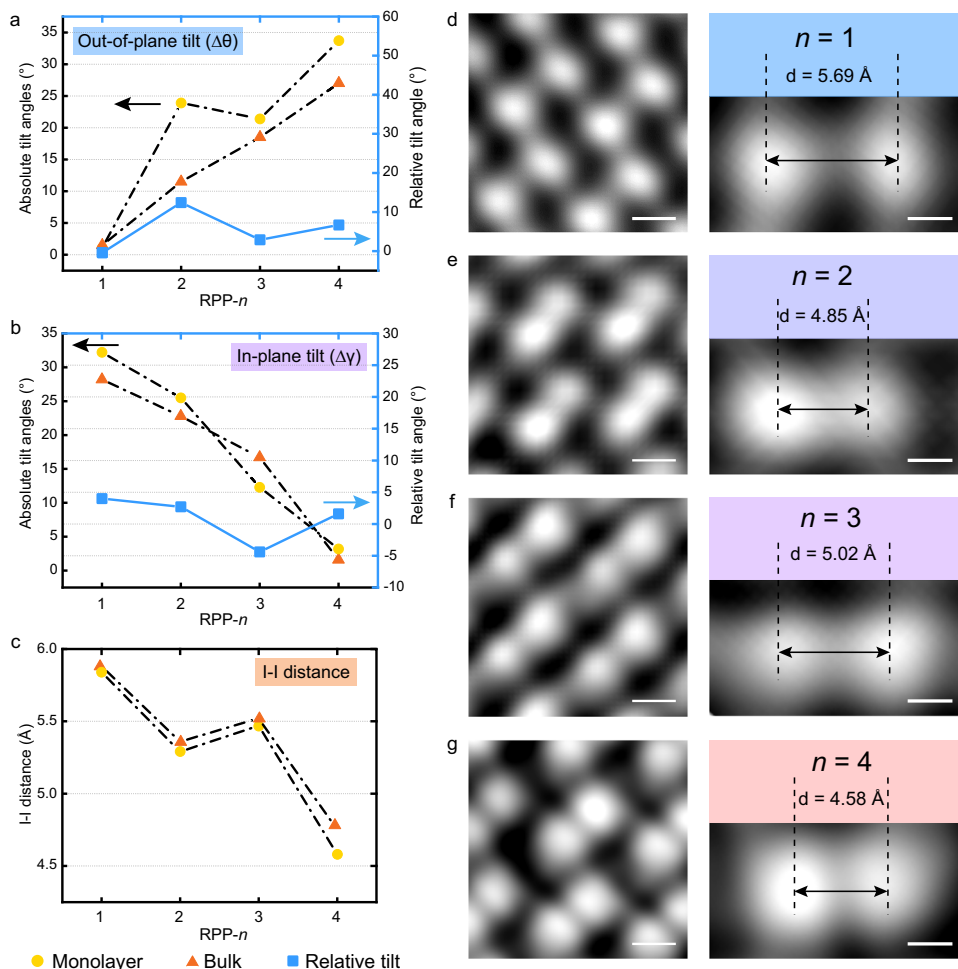 a
Out-of-plane tilt (Δθ)
Absolute tilt angles (°)
35
30
25
20
15
10
5
0
Relative tilt angle (°)
60
50
40
30
20
10
0
1 2 3 4
RPP-n
b
In-plane tilt (Δγ)
Absolute tilt angles (°)
35
30
25
20
15
10
5
0
Relative tilt angle (°)
30
25
20
15
10
5
0
-5
-10
1 2 3 4
RPP-n
c
I-I distance
I-I distance (Å)
6.0
5.5
5.0
4.5
1 2 3 4
RPP-n
Monolayer Bulk Relative tilt
d
n = 1
d = 5.69 Å
e
n = 2
d = 4.85 Å
f
n = 3
d = 5.02 Å
g
n = 4
d = 4.58 Å